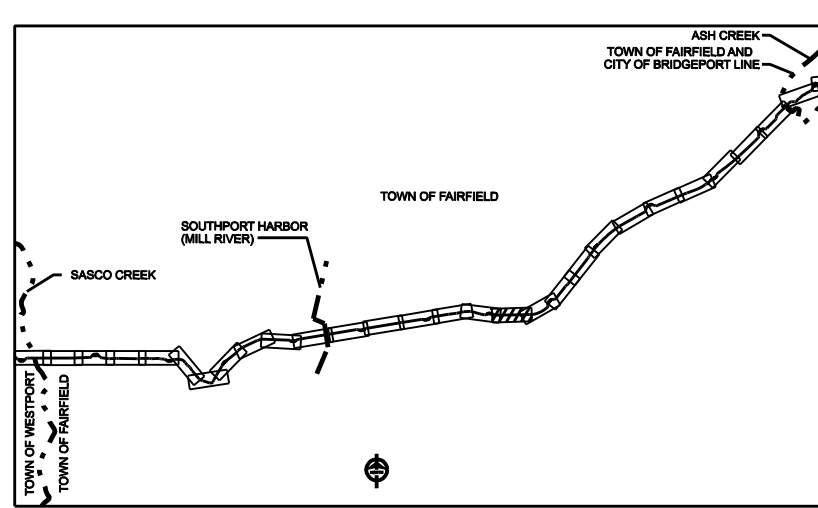 ASH CREEK
TOWN OF FAIRFIELD AND
CITY OF BRIDGEPORT LINE
TOWN OF FAIRFIELD
SOUTHPORT HARBOR
(MILL RIVER)
SASCO CREEK
TOWN OF WESTPORT
TOWN OF FAIRFIELD